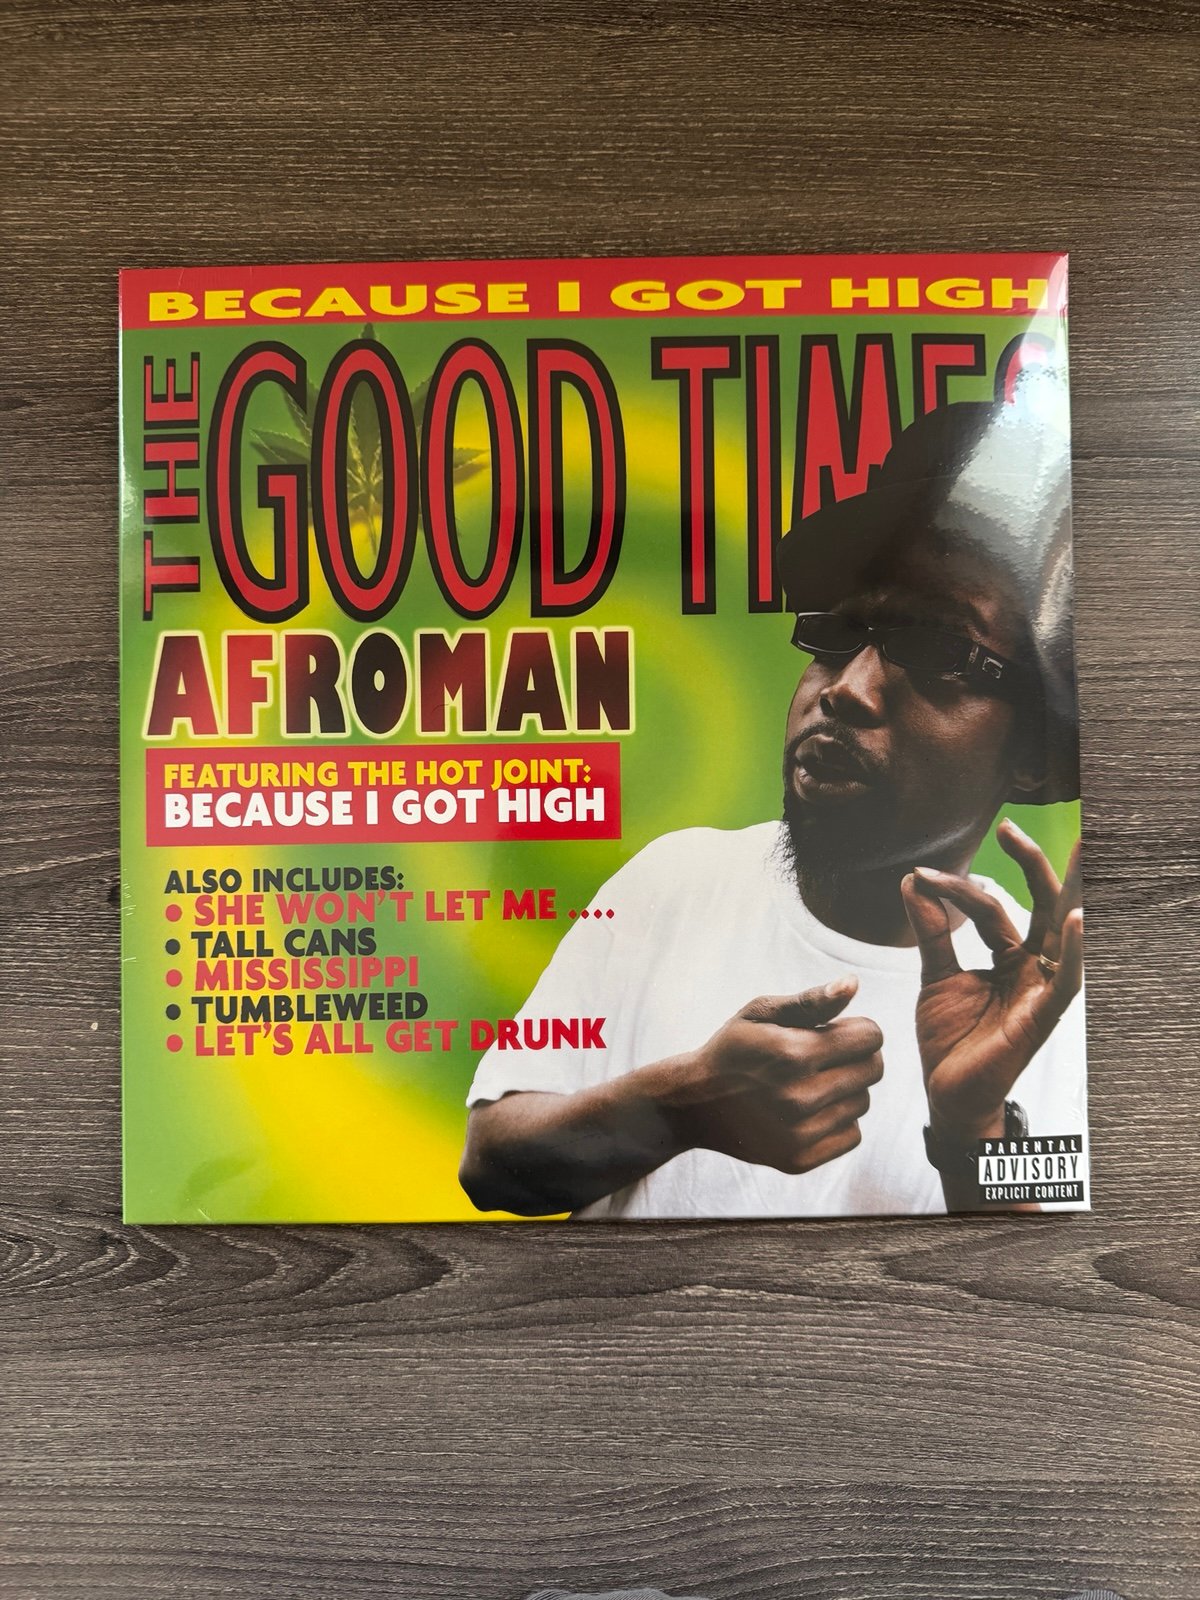 BECAUSE I GOT HIGH
THE GOOD TIMES
AFROMAN
FEATURING THE HOT JOINT:
BECAUSE I GOT HIGH
ALSO INCLUDES:
• SHE WON'T LET ME ....
• TALL CANS
• MISSISSIPPI
• TUMBLEWEED
• LET'S ALL GET DRUNK
PARENTAL
ADVISORY
EXPLICIT CONTENT